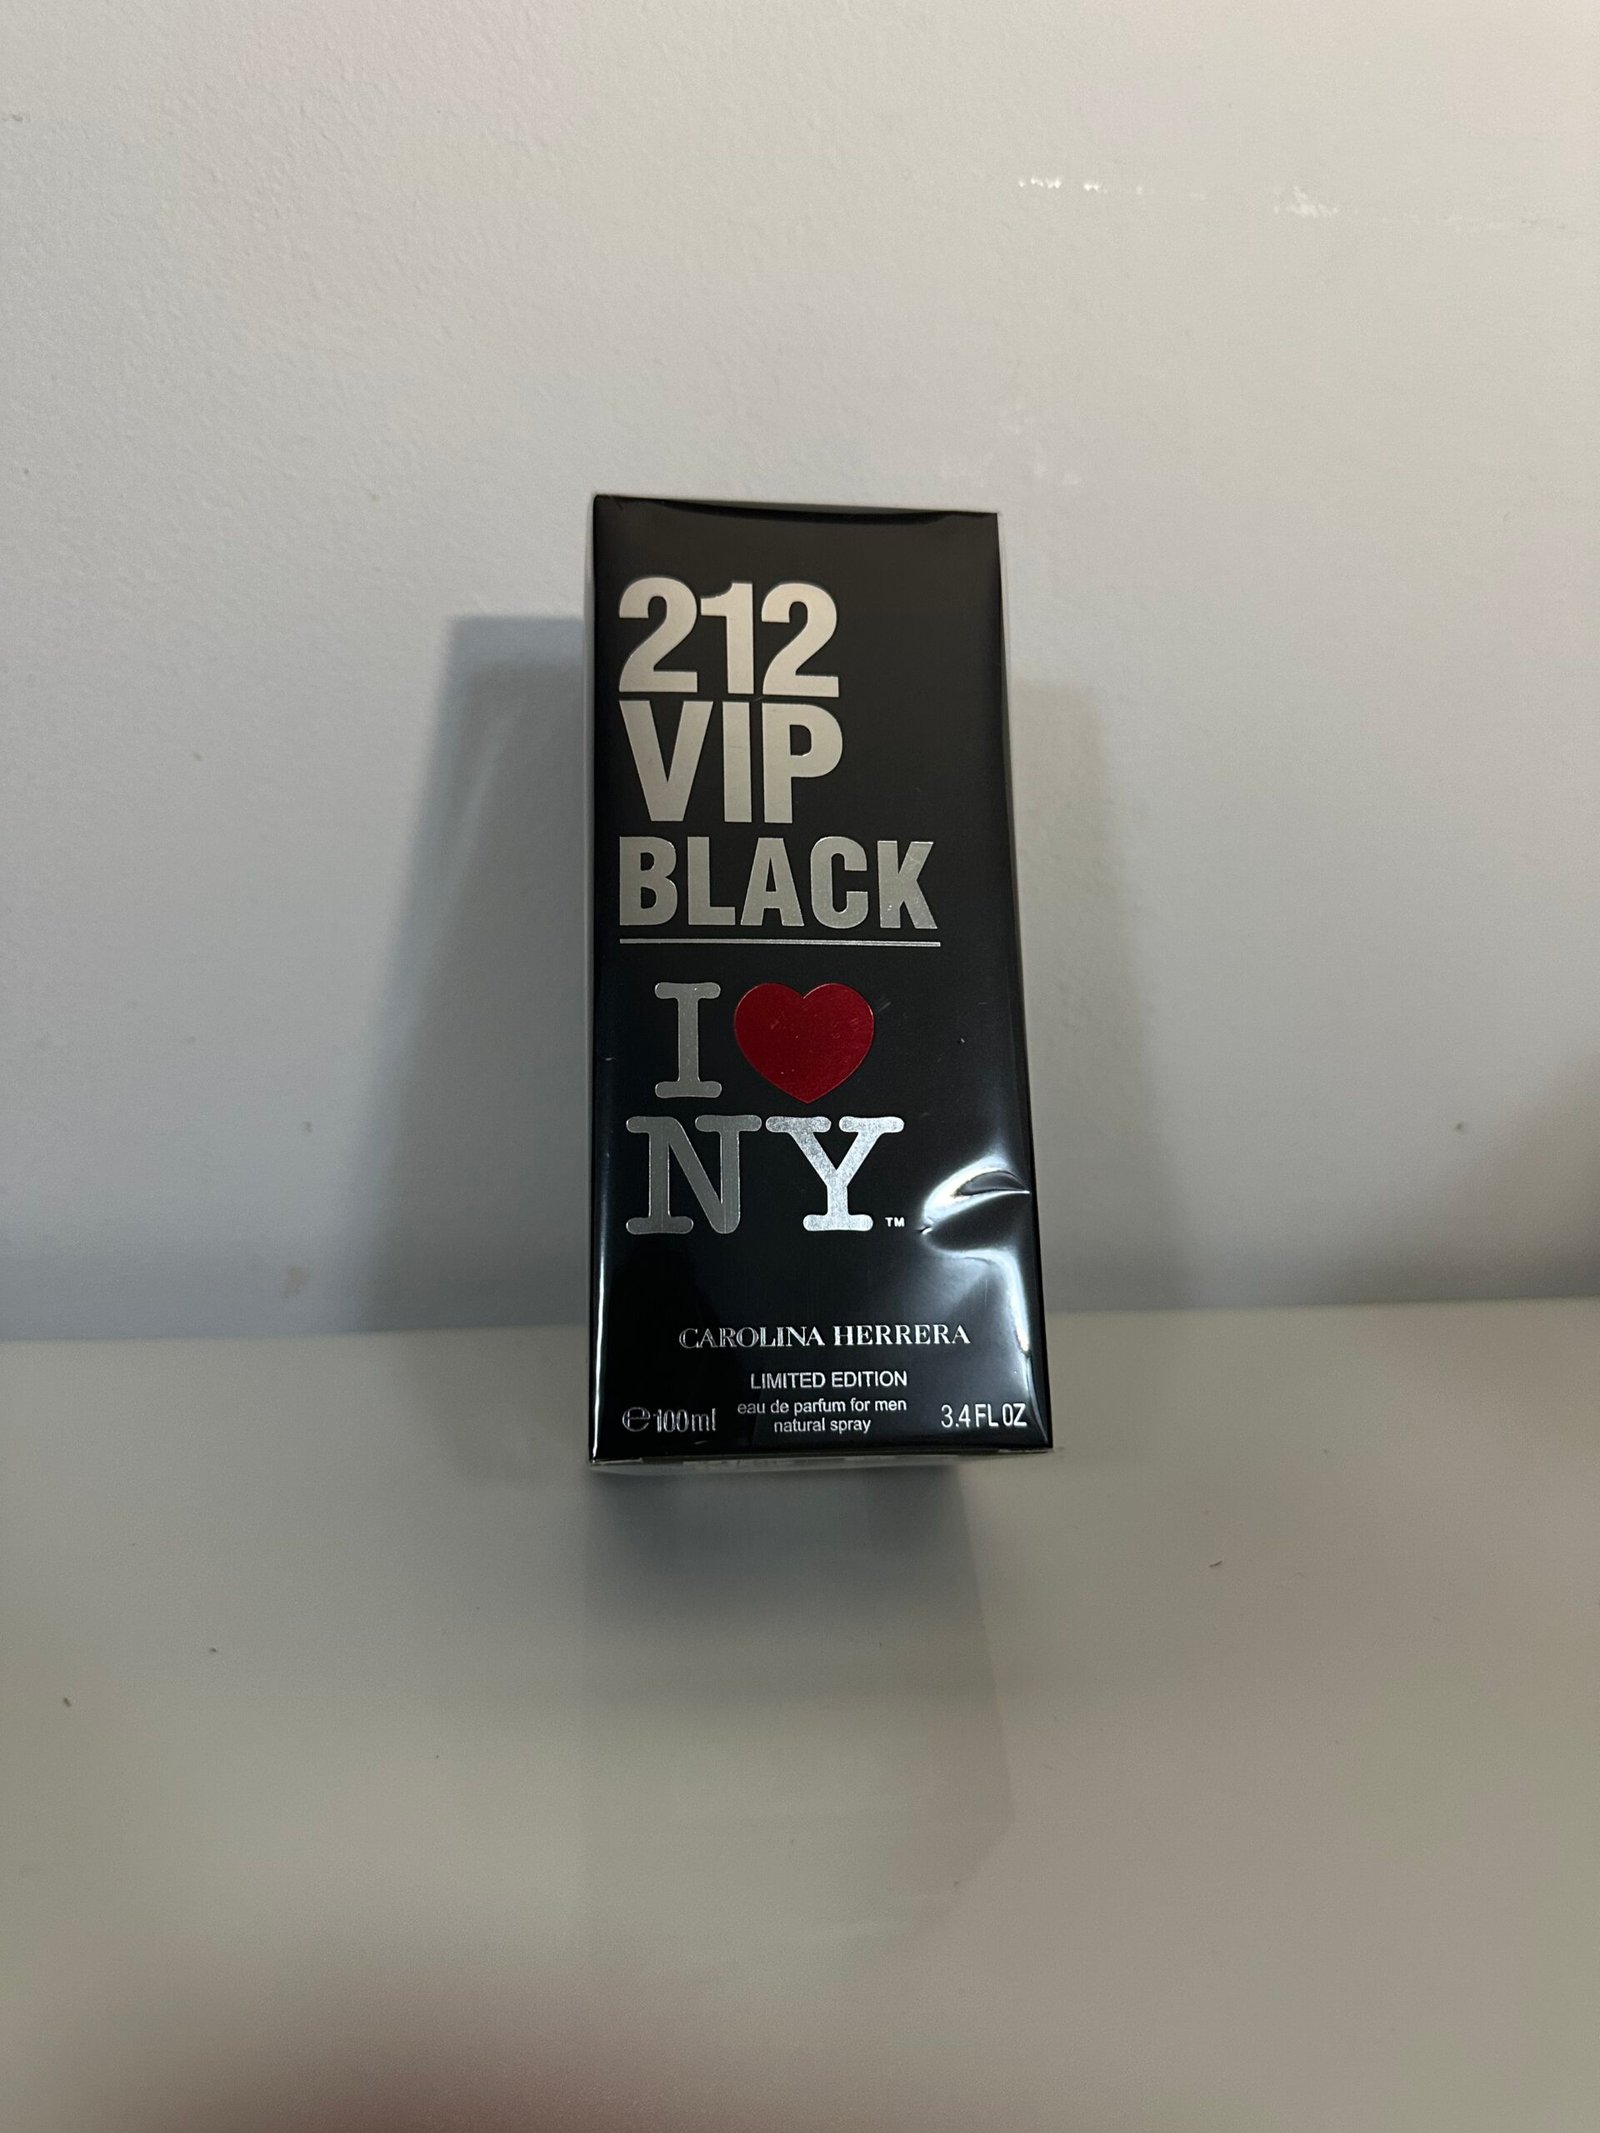 212
VIP
BLACK
I ❤
NY™
CAROLINA HERRERA
LIMITED EDITION
eau de parfum for men
natural spray
℮ 100ml
3.4 FL OZ